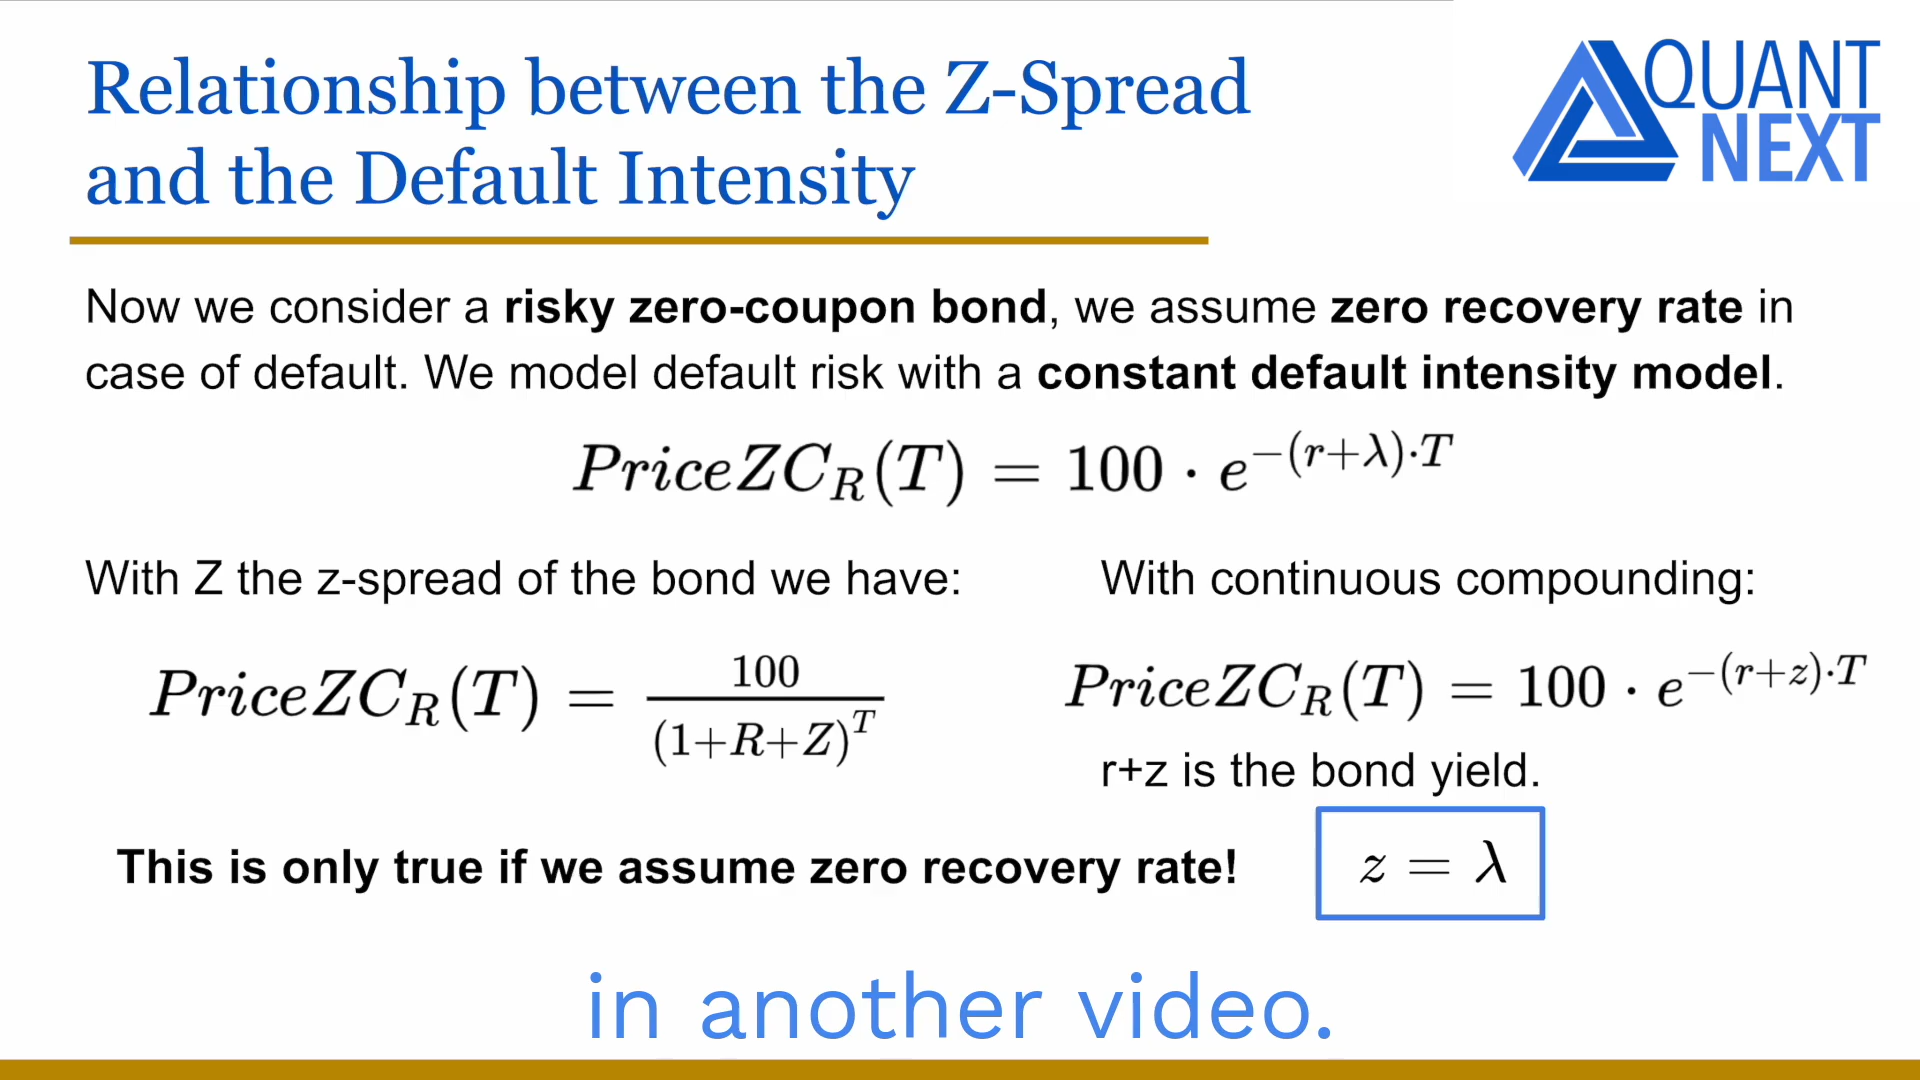 Relationship between the Z-Spread
and the Default Intensity
QUANT
NEXT
Now we consider a risky zero-coupon bond, we assume zero recovery rate in
case of default. We model default risk with a constant default intensity model.
PriceZC_R(T) = 100 · e^{-(r+λ)·T}
With Z the z-spread of the bond we have:
With continuous compounding:
PriceZC_R(T) = \frac{100}{(1+R+Z)^T}
PriceZC_R(T) = 100 · e^{-(r+z)·T}
r+z is the bond yield.
This is only true if we assume zero recovery rate!
z = λ
in another video.